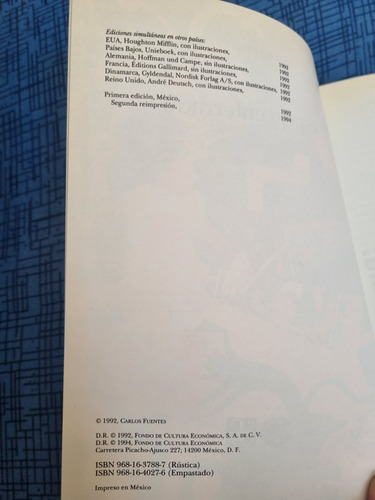 Ediciones simultáneas en otros países:
EUA, Houghton Mifflin, con ilustraciones, 1992
Países Bajos, Unieboek, con ilustraciones, 1992
Alemania, Hoffman und Campe, sin ilustraciones, 1992
Francia, Éditions Gallimard, sin ilustraciones, 1992
Dinamarca, Gyldendal, Nordisk Forlag A/S, con ilustraciones, 1992
Reino Unido, André Deutsch, con ilustraciones, 1992
Primera edición, México, 1992
Segunda reimpresión, 1994
© 1992, CARLOS FUENTES
D.R. © 1992, FONDO DE CULTURA ECONÓMICA, S. A. DE C. V.
D.R. © 1994, FONDO DE CULTURA ECONÓMICA
Carretera Picacho-Ajusco 227; 14200 México, D. F.
ISBN 968-16-3788-7 (Rústica)
ISBN 968-16-4027-6 (Empastado)
Impreso en México